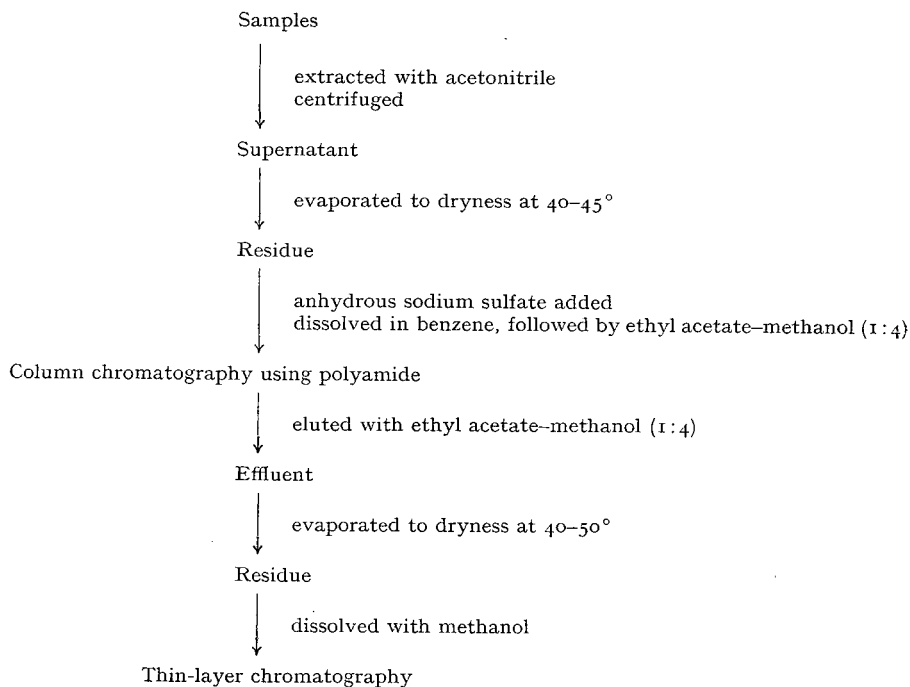 Samples
extracted with acetonitrile
centrifuged
Supernatant
evaporated to dryness at 40–45°
Residue
anhydrous sodium sulfate added
dissolved in benzene, followed by ethyl acetate–methanol (1:4)
Column chromatography using polyamide
eluted with ethyl acetate–methanol (1:4)
Effluent
evaporated to dryness at 40–50°
Residue
dissolved with methanol
Thin-layer chromatography